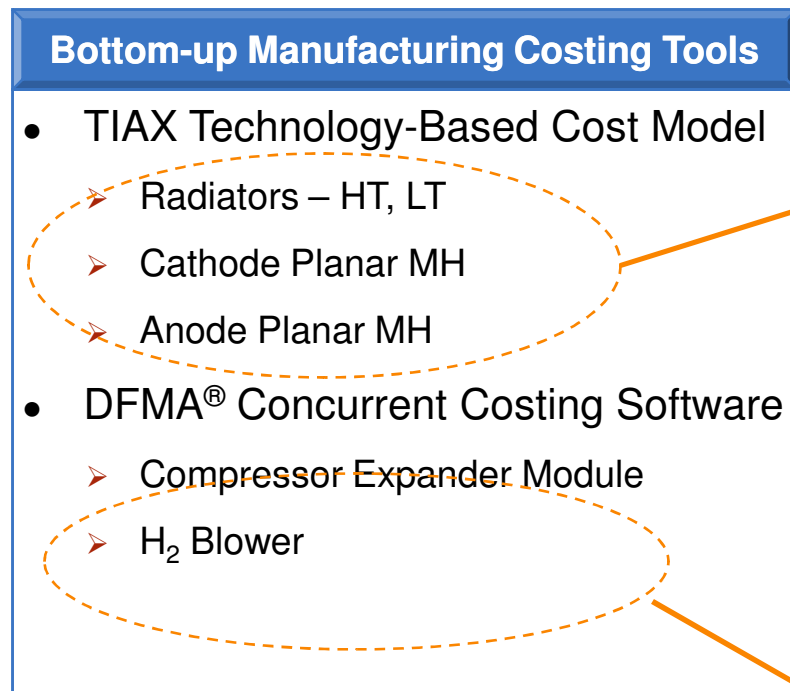 Bottom-up Manufacturing Costing Tools
● TIAX Technology-Based Cost Model
➢ Radiators – HT, LT
➢ Cathode Planar MH
➢ Anode Planar MH
● DFMA® Concurrent Costing Software
➢ Compressor Expander Module
➢ H₂ Blower